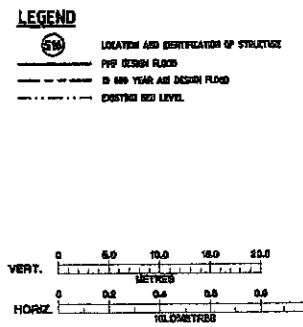 LEGEND
S16
LOCATION AND IDENTIFICATION OF STRUCTURE
PMF DESIGN FLOOD
YEAR ARI DESIGN FLOOD
EXISTING BED LEVEL
0 5.0 10.0 15.0 20.0
VERT.
METRES
0 0.2 0.4 0.6 0.8
HORIZ.
KILOMETRES